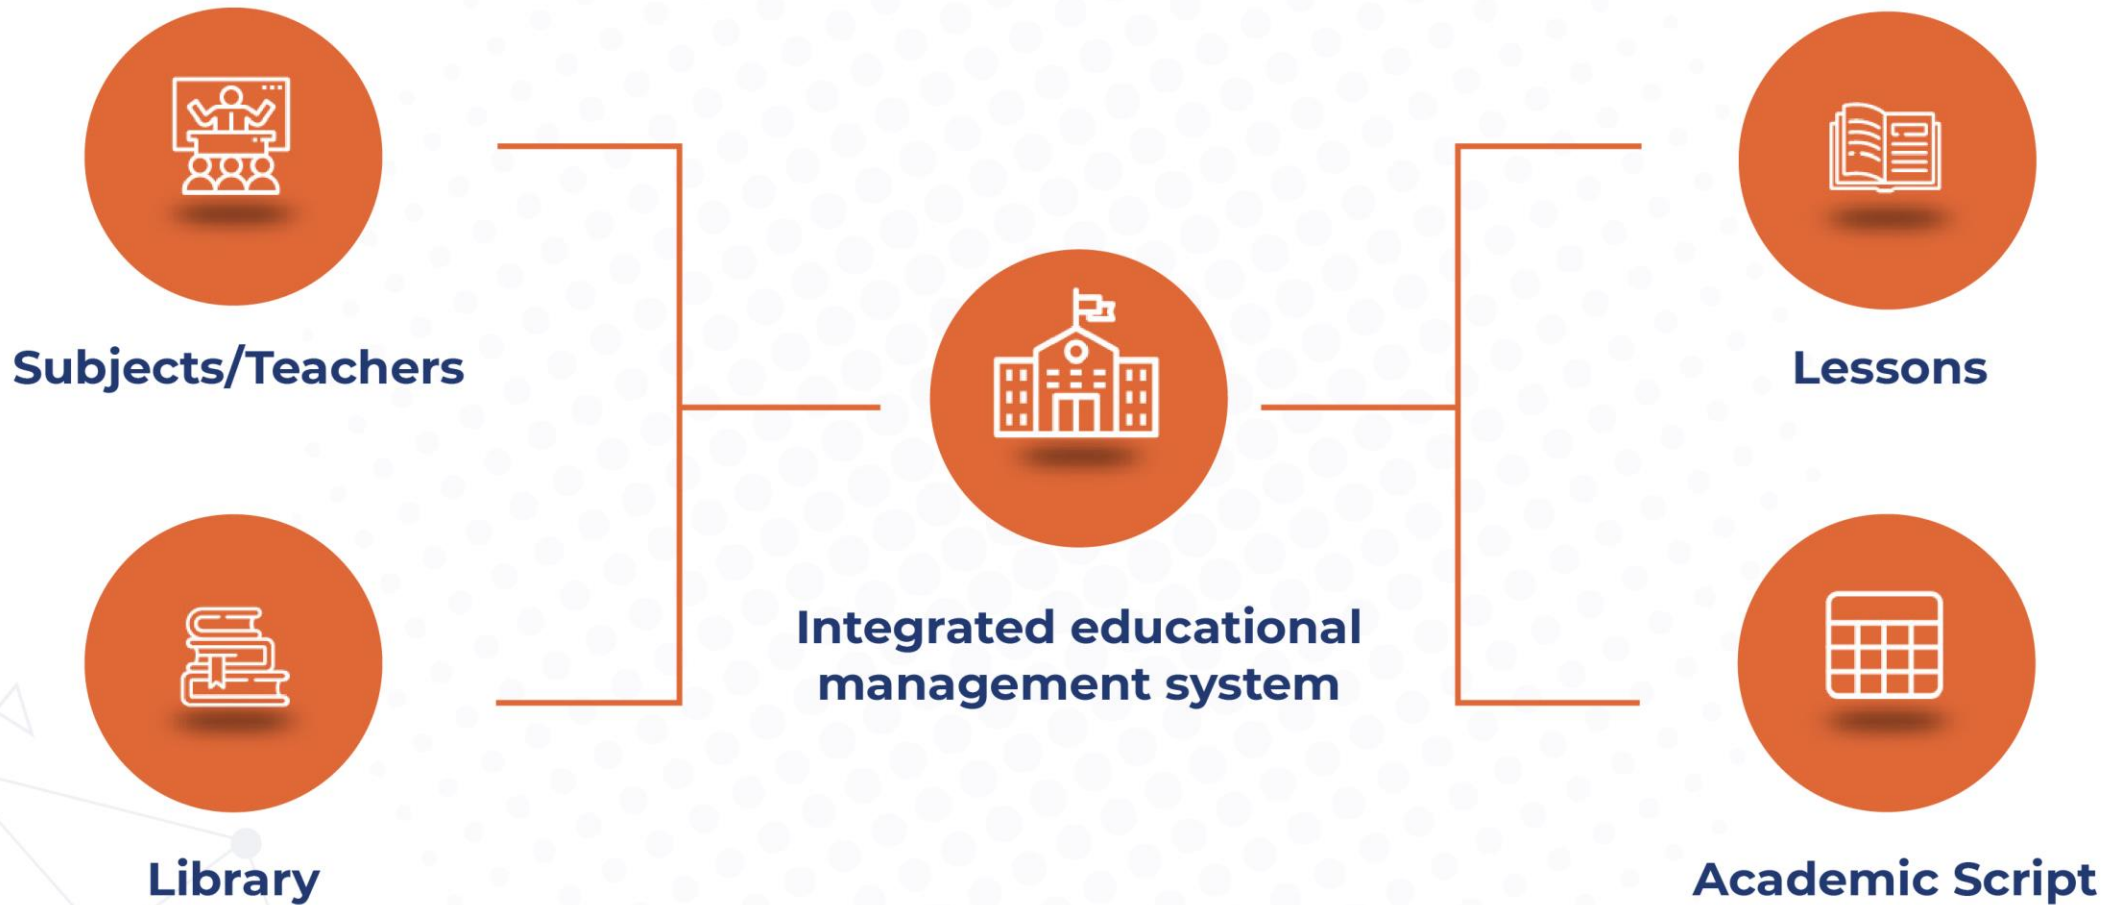 Subjects/Teachers
Lessons
Integrated educational
management system
Library
Academic Script